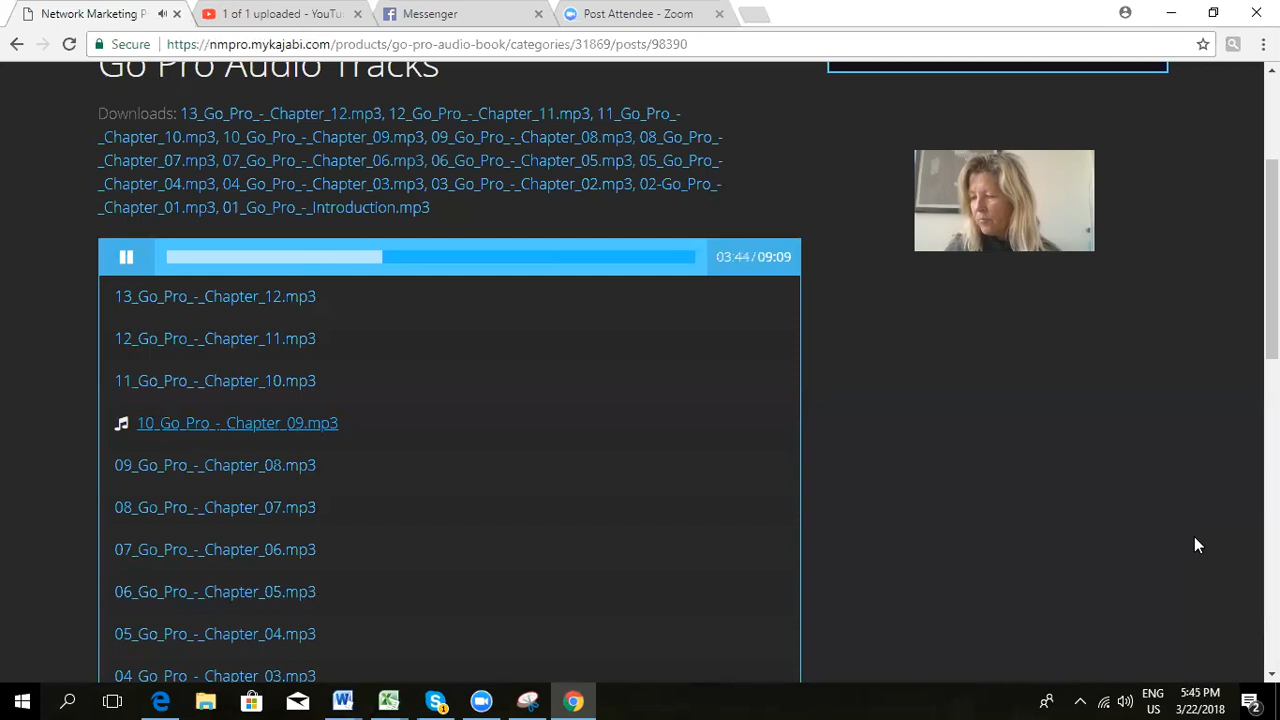 Network Marketing P
1 of 1 uploaded - YouTu
Messenger
Post Attendee - Zoom
Secure
https://nmpro.mykajabi.com/products/go-pro-audio-book/categories/31869/posts/98390
Go Pro Audio Tracks
Downloads: 13_Go_Pro_-_Chapter_12.mp3, 12_Go_Pro_-_Chapter_11.mp3, 11_Go_Pro_-
_Chapter_10.mp3, 10_Go_Pro_-_Chapter_09.mp3, 09_Go_Pro_-_Chapter_08.mp3, 08_Go_Pro_-
_Chapter_07.mp3, 07_Go_Pro_-_Chapter_06.mp3, 06_Go_Pro_-_Chapter_05.mp3, 05_Go_Pro_-
_Chapter_04.mp3, 04_Go_Pro_-_Chapter_03.mp3, 03_Go_Pro_-_Chapter_02.mp3, 02-Go_Pro_-
_Chapter_01.mp3, 01_Go_Pro_-_Introduction.mp3
03:44/09:09
13_Go_Pro_-_Chapter_12.mp3
12_Go_Pro_-_Chapter_11.mp3
11_Go_Pro_-_Chapter_10.mp3
10_Go_Pro_-_Chapter_09.mp3
09_Go_Pro_-_Chapter_08.mp3
08_Go_Pro_-_Chapter_07.mp3
07_Go_Pro_-_Chapter_06.mp3
06_Go_Pro_-_Chapter_05.mp3
05_Go_Pro_-_Chapter_04.mp3
04_Go_Pro_-_Chapter_03.mp3
ENG
US
5:45 PM
3/22/2018
1
2